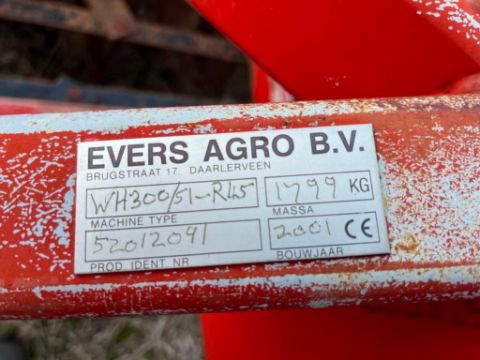 EVERS AGRO B.V.
BRUGSTRAAT 17, DAARLERVEEN
WH300/51-R45 1799 KG
MACHINE TYPE MASSA
52012091 2001 CE
PROD IDENT NR BOUWJAAR